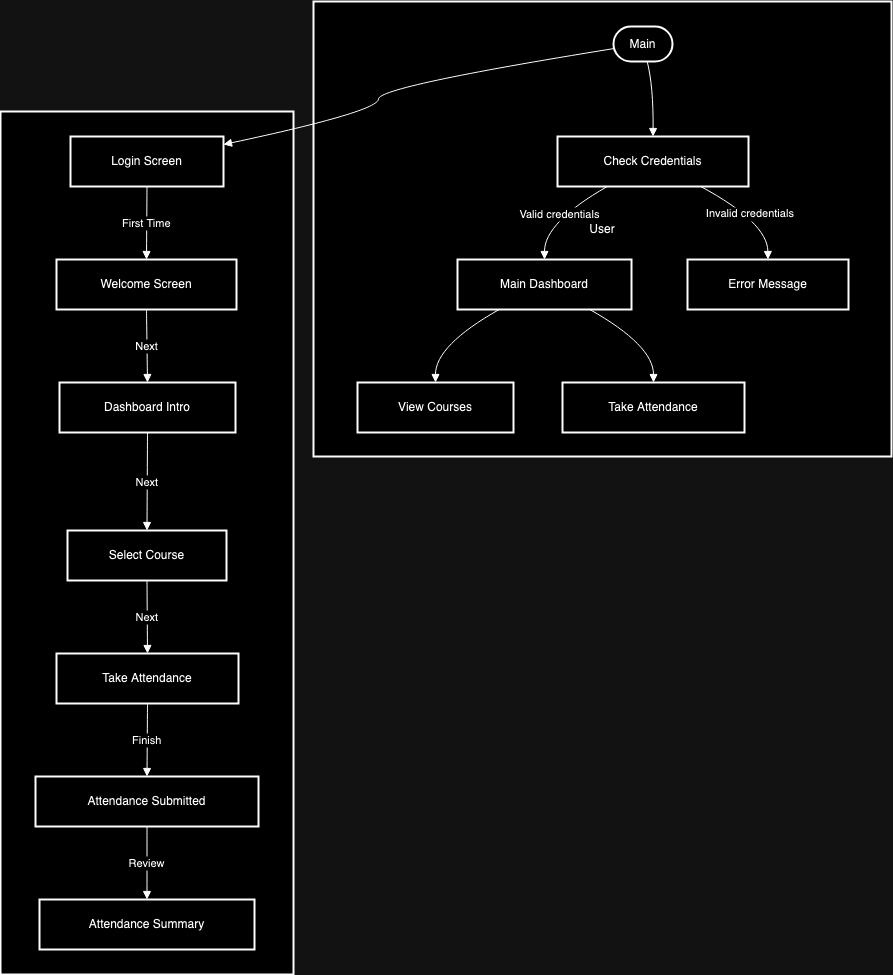 Main
Login Screen
Check Credentials
First Time
Valid credentials
Invalid credentials
User
Welcome Screen
Main Dashboard
Error Message
Next
Dashboard Intro
View Courses
Take Attendance
Next
Select Course
Next
Take Attendance
Finish
Attendance Submitted
Review
Attendance Summary